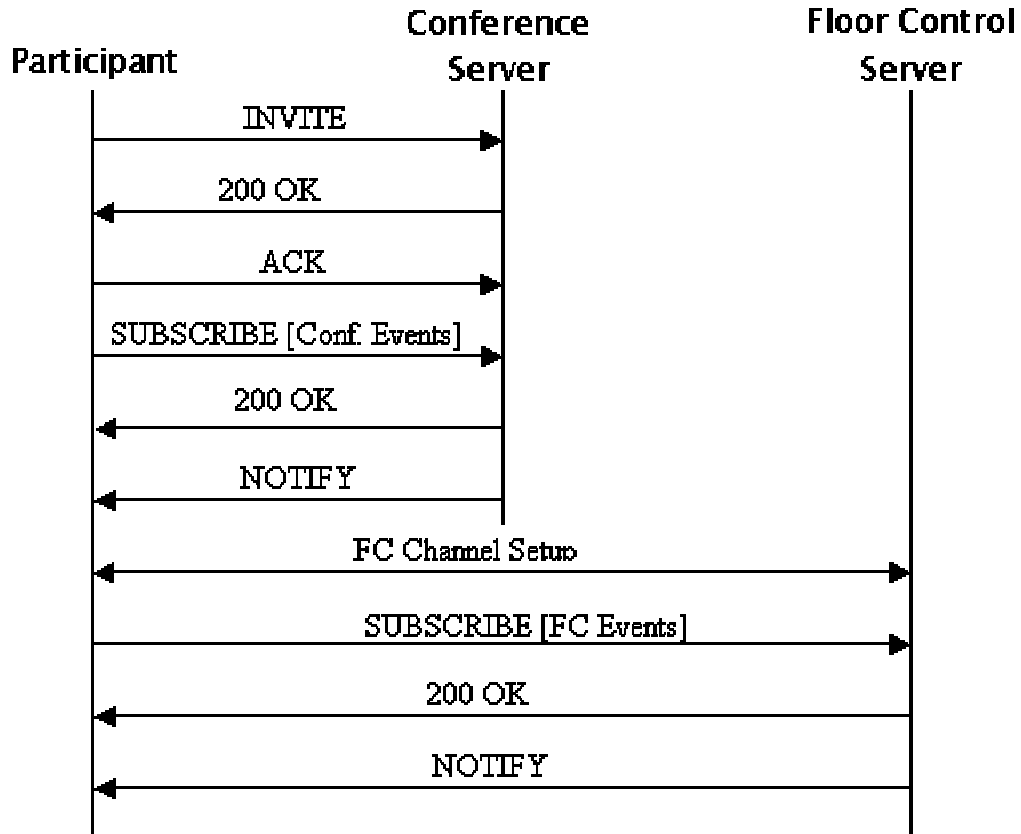 Participant
Conference
Server
Floor Control
Server
INVITE
200 OK
ACK
SUBSCRIBE [Conf. Events]
200 OK
NOTIFY
FC Channel Setup
SUBSCRIBE [FC Events]
200 OK
NOTIFY